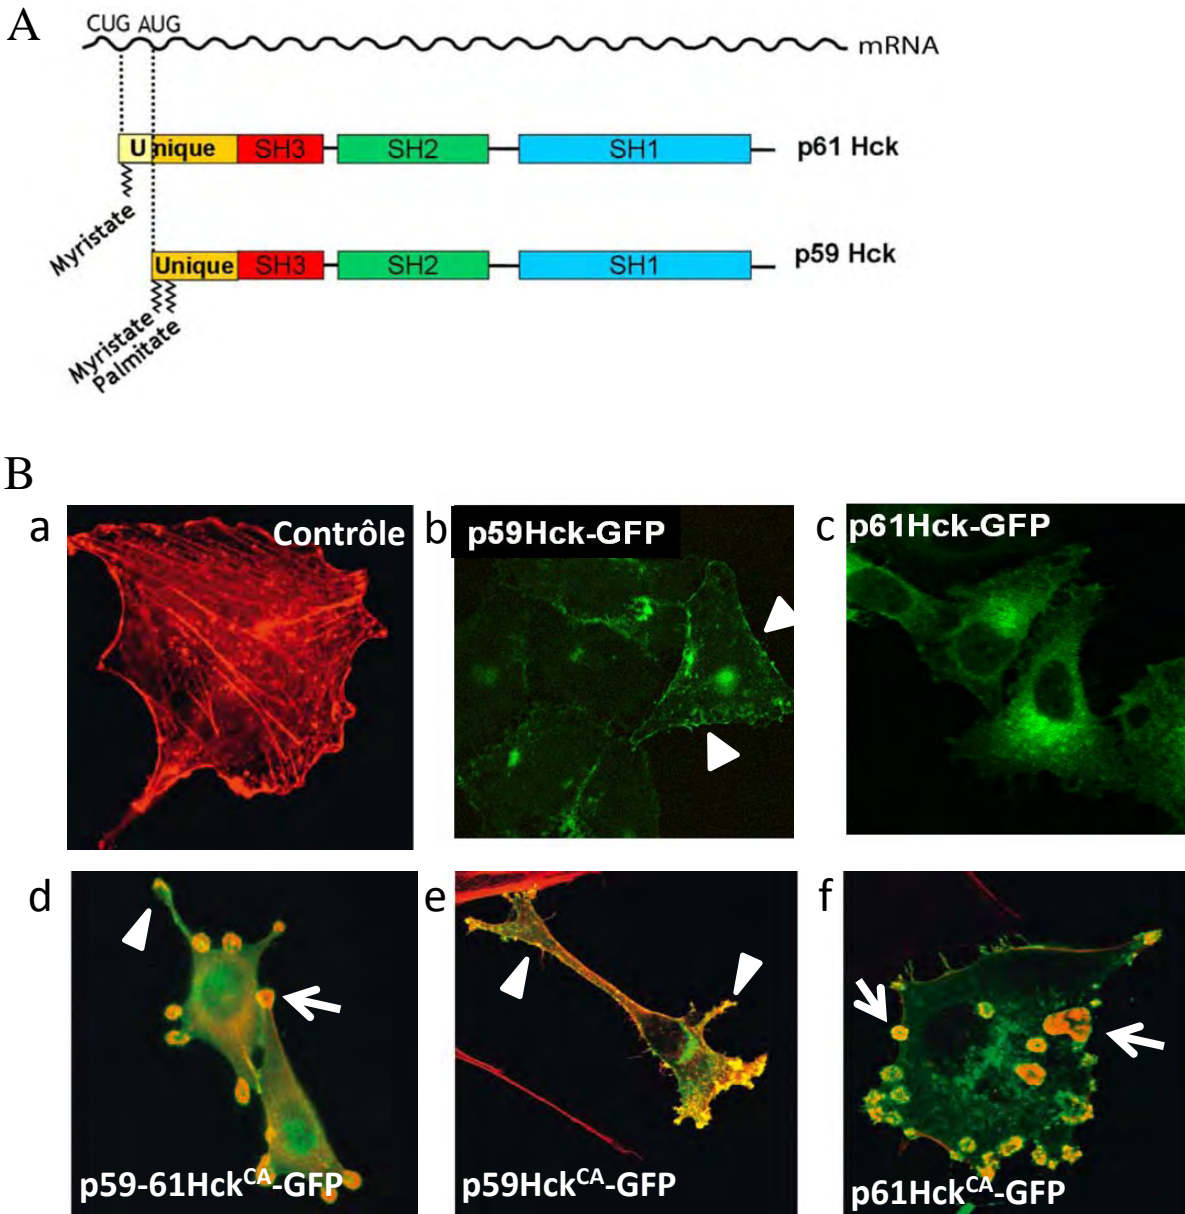 A
CUG AUG
mRNA
Unique SH3 SH2 SH1 p61 Hck
Myristate
Unique SH3 SH2 SH1 p59 Hck
Myristate
Palmitate
B
a Contrôle
b p59Hck-GFP
c p61Hck-GFP
d p59-61HckCA-GFP
e p59HckCA-GFP
f p61HckCA-GFP